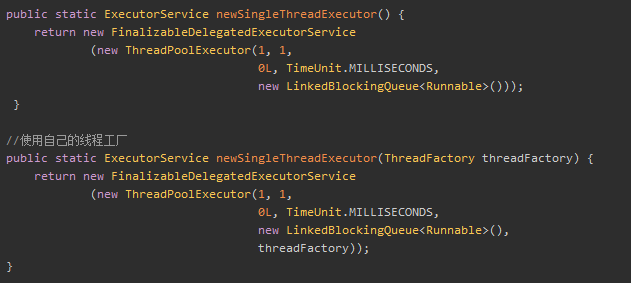 public static ExecutorService newSingleThreadExecutor() {
    return new FinalizableDelegatedExecutorService
            (new ThreadPoolExecutor(1, 1,
                                    0L, TimeUnit.MILLISECONDS,
                                    new LinkedBlockingQueue<Runnable>()));
 }
//使用自己的线程工厂
public static ExecutorService newSingleThreadExecutor(ThreadFactory threadFactory) {
    return new FinalizableDelegatedExecutorService
            (new ThreadPoolExecutor(1, 1,
                                    0L, TimeUnit.MILLISECONDS,
                                    new LinkedBlockingQueue<Runnable>(),
                                    threadFactory));
}